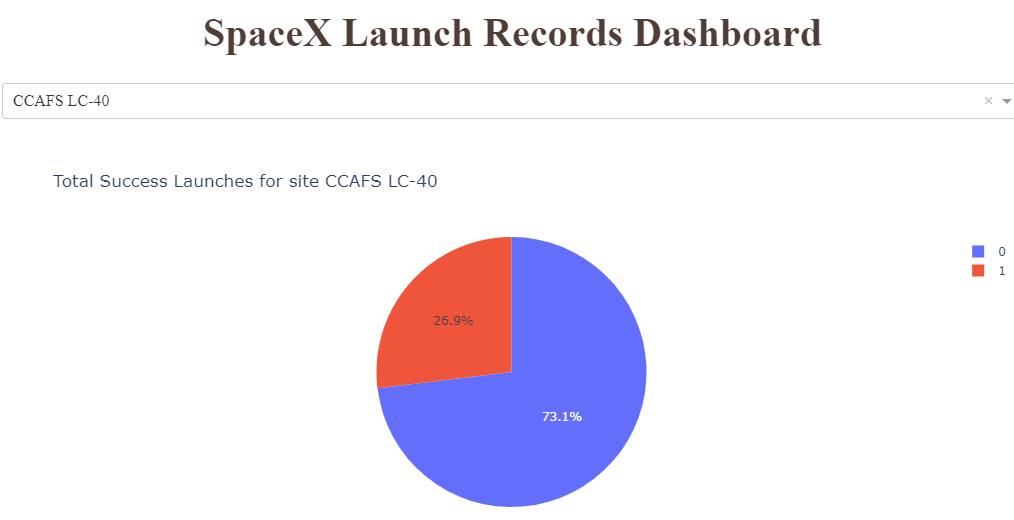 SpaceX Launch Records Dashboard
CCAFS LC-40
Total Success Launches for site CCAFS LC-40
0
1
26.9%
73.1%